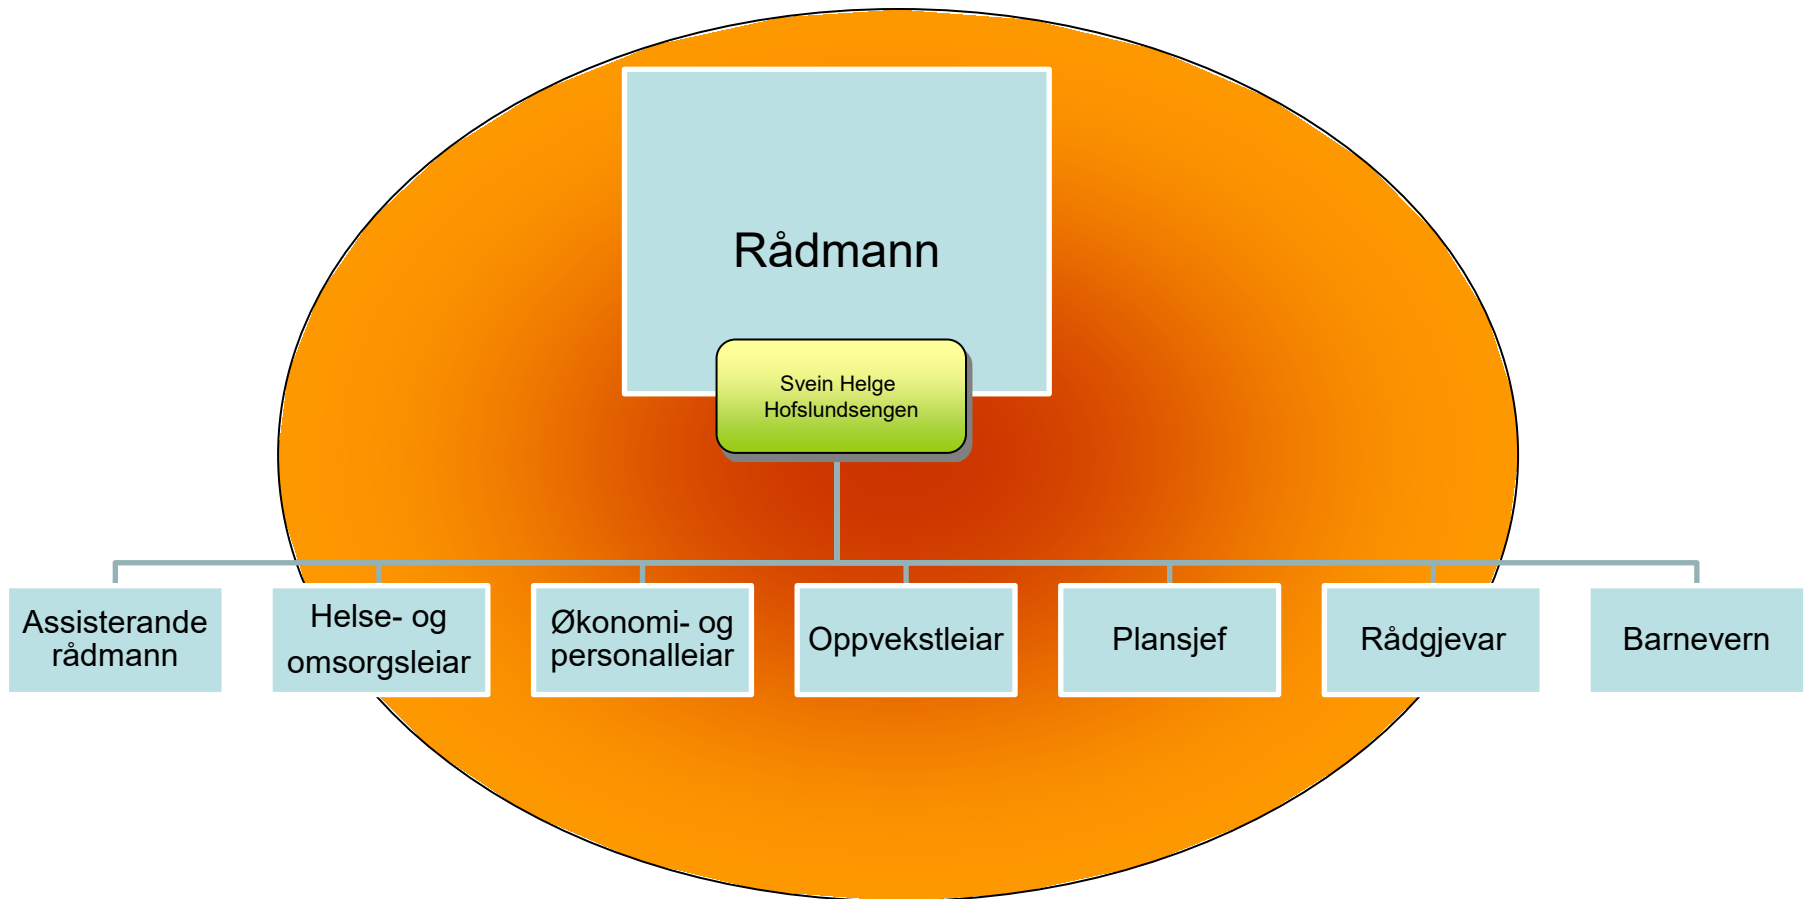 Rådmann
Svein Helge
Hofslundsengen
Assisterande
rådmann
Helse- og
omsorgsleiar
Økonomi- og
personalleiar
Oppvekstleiar
Plansjef
Rådgjevar
Barnevern